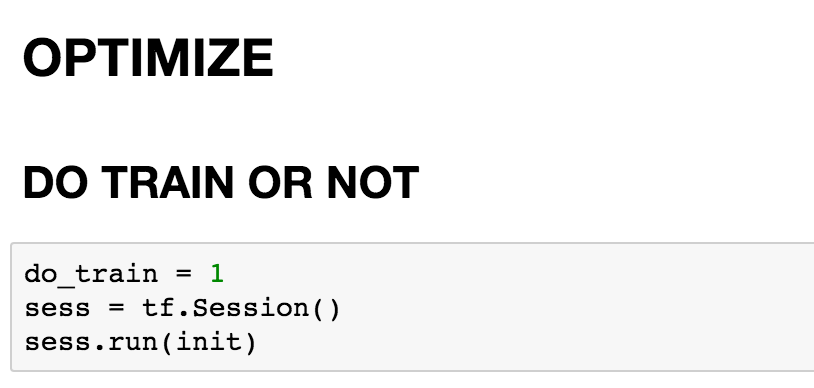 OPTIMIZE
DO TRAIN OR NOT
do_train = 1
sess = tf.Session()
sess.run(init)